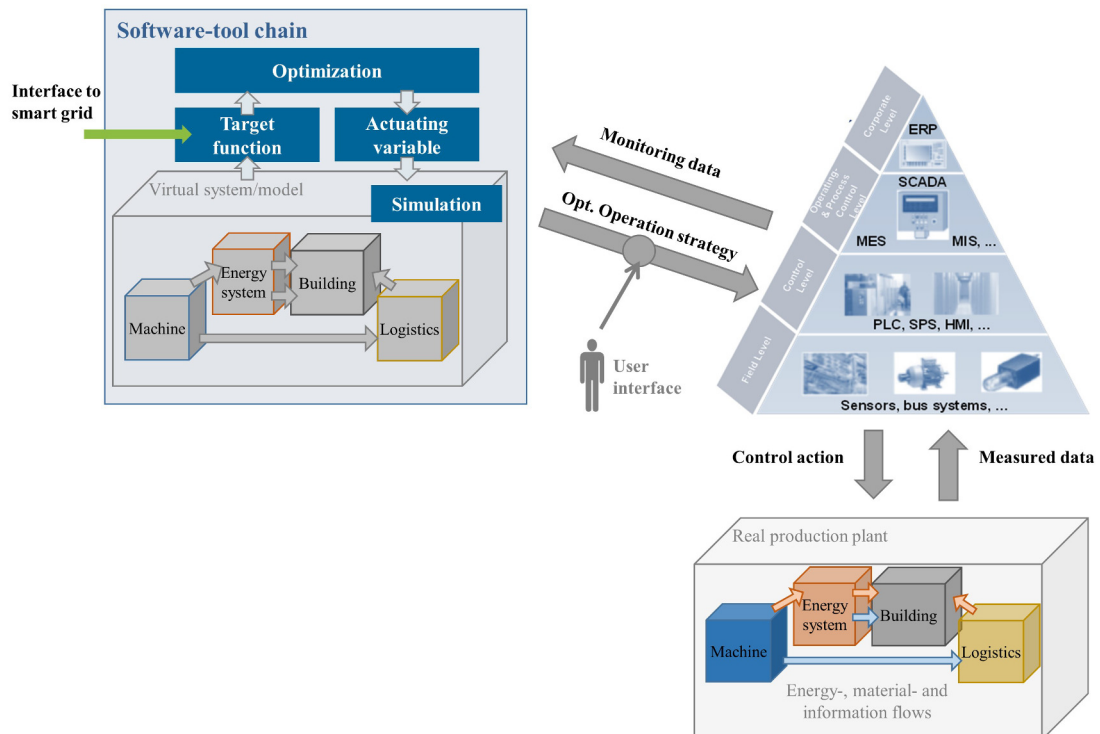 Software-tool chain
Optimization
Interface to
smart grid
Target
function
Actuating
variable
Virtual system/model
Simulation
Energy
system
Building
Machine
Logistics
Monitoring data
Opt. Operation strategy
User
interface
Corporate
Level
Operating-
& Process
Control
Level
Control
Level
Field Level
ERP
SCADA
MES
MIS, ...
PLC, SPS, HMI, ...
Sensors, bus systems, ...
Control action
Measured data
Real production plant
Energy
system
Building
Machine
Logistics
Energy-, material- and
information flows